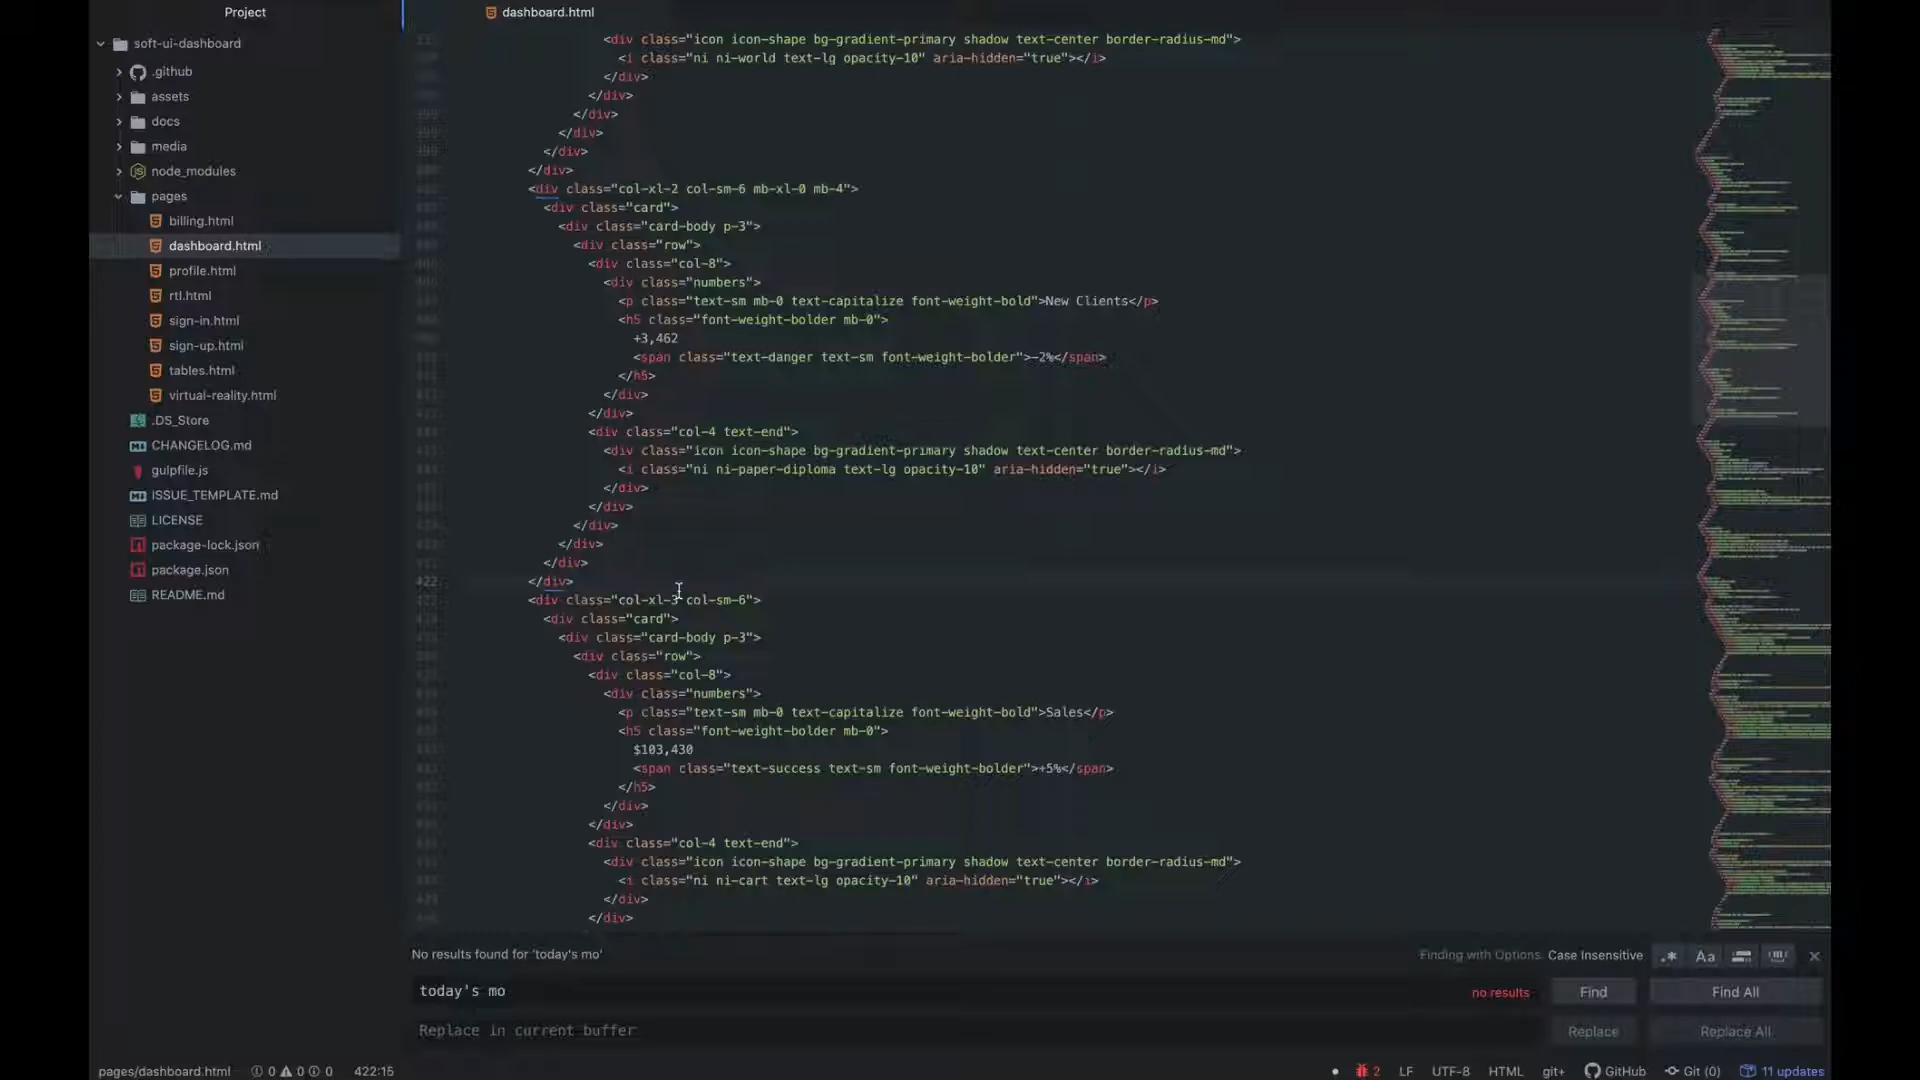 Project
soft-ui-dashboard
.github
assets
docs
media
node_modules
pages
billing.html
dashboard.html
profile.html
rtl.html
sign-in.html
sign-up.html
tables.html
virtual-reality.html
.DS_Store
CHANGELOG.md
gulpfile.js
ISSUE_TEMPLATE.md
LICENSE
package-lock.json
package.json
README.md
dashboard.html
<div class="icon icon-shape bg-gradient-primary shadow text-center border-radius-md">
<i class="ni ni-world text-lg opacity-10" aria-hidden="true"></i>
</div>
</div>
</div>
</div>
</div>
</div>
<div class="col-xl-2 col-sm-6 mb-xl-0 mb-4">
<div class="card">
<div class="card-body p-3">
<div class="row">
<div class="col-8">
<div class="numbers">
<p class="text-sm mb-0 text-capitalize font-weight-bold">New Clients</p>
<h5 class="font-weight-bolder mb-0">
+3,462
<span class="text-danger text-sm font-weight-bolder">-2%</span>
</h5>
</div>
</div>
<div class="col-4 text-end">
<div class="icon icon-shape bg-gradient-primary shadow text-center border-radius-md">
<i class="ni ni-paper-diploma text-lg opacity-10" aria-hidden="true"></i>
</div>
</div>
</div>
</div>
</div>
422 </div>
<div class="col-xl-3 col-sm-6">
<div class="card">
<div class="card-body p-3">
<div class="row">
<div class="col-8">
<div class="numbers">
<p class="text-sm mb-0 text-capitalize font-weight-bold">Sales</p>
<h5 class="font-weight-bolder mb-0">
$103,430
<span class="text-success text-sm font-weight-bolder">+5%</span>
</h5>
</div>
</div>
<div class="col-4 text-end">
<div class="icon icon-shape bg-gradient-primary shadow text-center border-radius-md">
<i class="ni ni-cart text-lg opacity-10" aria-hidden="true"></i>
</div>
</div>
No results found for 'today's mo'
Finding with Options: Case Insensitive
.* Aa
today's mo
no results
Find
Find All
Replace in current buffer
Replace
Replace All
pages/dashboard.html 0 0 0 422:15
2 LF UTF-8 HTML git+ GitHub Git (0) 11 updates